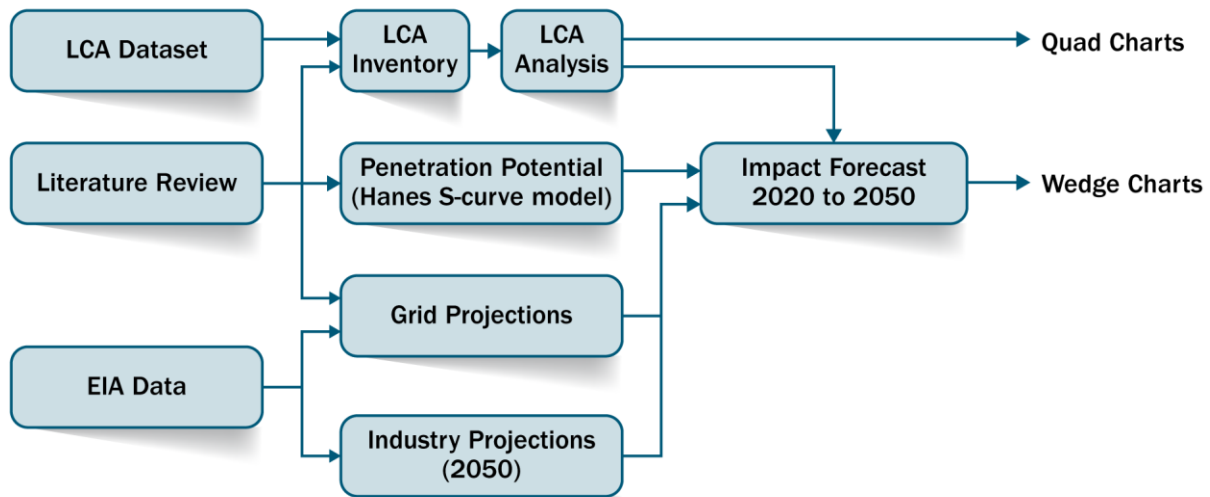 LCA Dataset
LCA
Inventory
LCA
Analysis
Quad Charts
Literature Review
Penetration Potential
(Hanes S-curve model)
Impact Forecast
2020 to 2050
Wedge Charts
Grid Projections
EIA Data
Industry Projections
(2050)